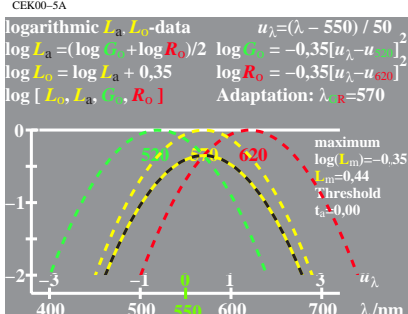 CEK00-5A
logarithmic Lₐ, Lₒ-data uλ=(λ − 550) / 50
log Lₐ =(log Gₒ+log Rₒ)/2 log Gₒ = −0,35[uλ−u₅₂₀]²
log Lₒ = log Lₐ + 0,35 log Rₒ = −0,35[uλ−u₆₂₀]²
log [ Lₒ, Lₐ, Gₒ, Rₒ ] Adaptation: λGR=570
0
520 570 620
maximum
log(Lm)=−0.35
Lm=0,44
Threshold
ta=0,00
−1
−2
−3 −1 0 1 3 uλ
400 500 550 600 700 λ/nm